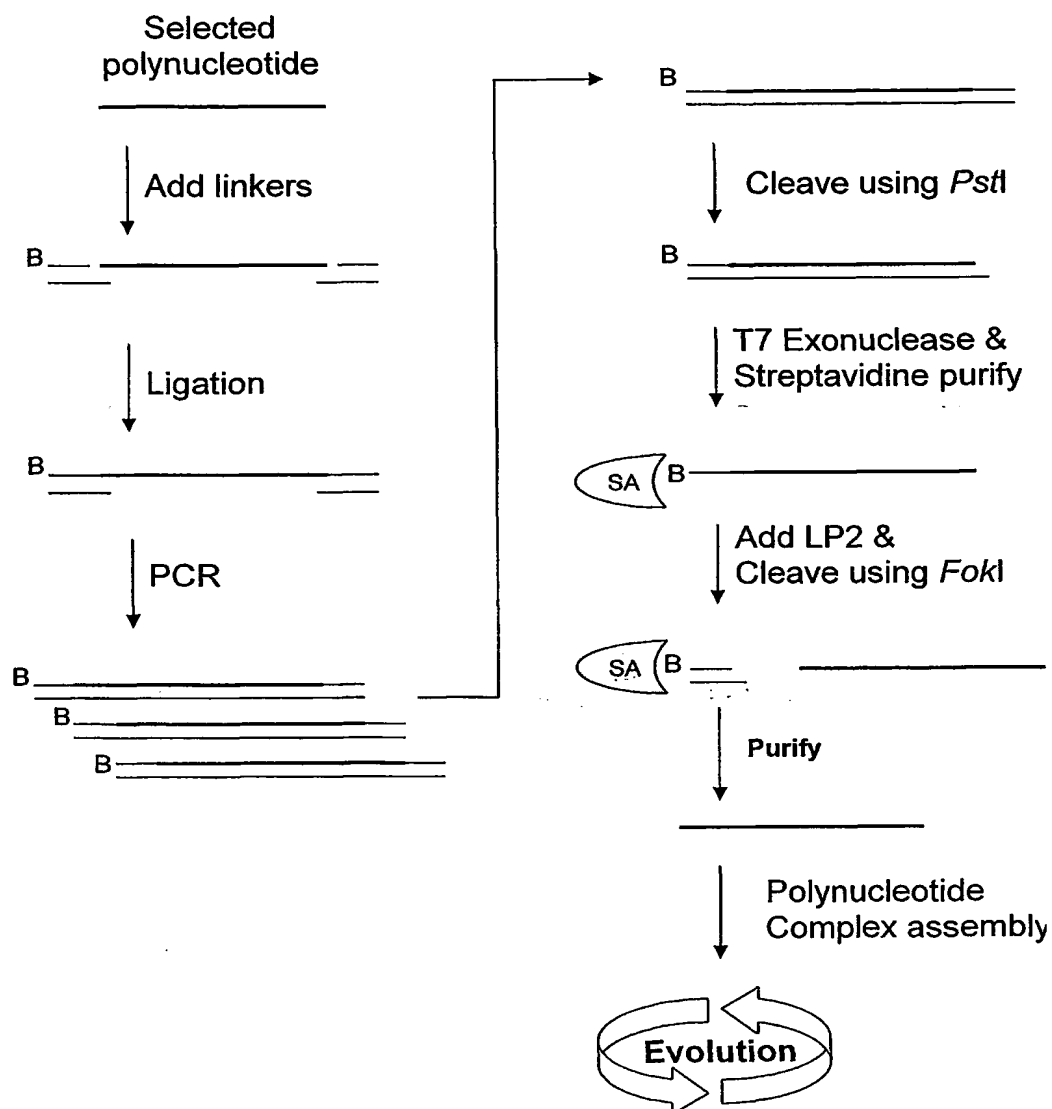 Selected
polynucleotide
Add linkers
B
Ligation
B
PCR
B
B
B
B
Cleave using PstI
B
T7 Exonuclease &
Streptavidine purify
SA
B
Add LP2 &
Cleave using FokI
SA
B
Purify
Polynucleotide
Complex assembly
Evolution